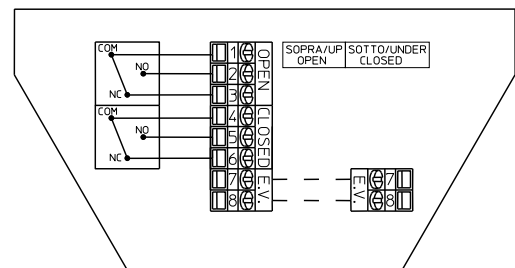 COM
NO
NC
COM
NO
NC
1
2
3
4
5
6
7
8
OPEN
CLOSED
E.V.
SOPRA/UP SOTTO/UNDER
OPEN CLOSED
E.V.
7
8